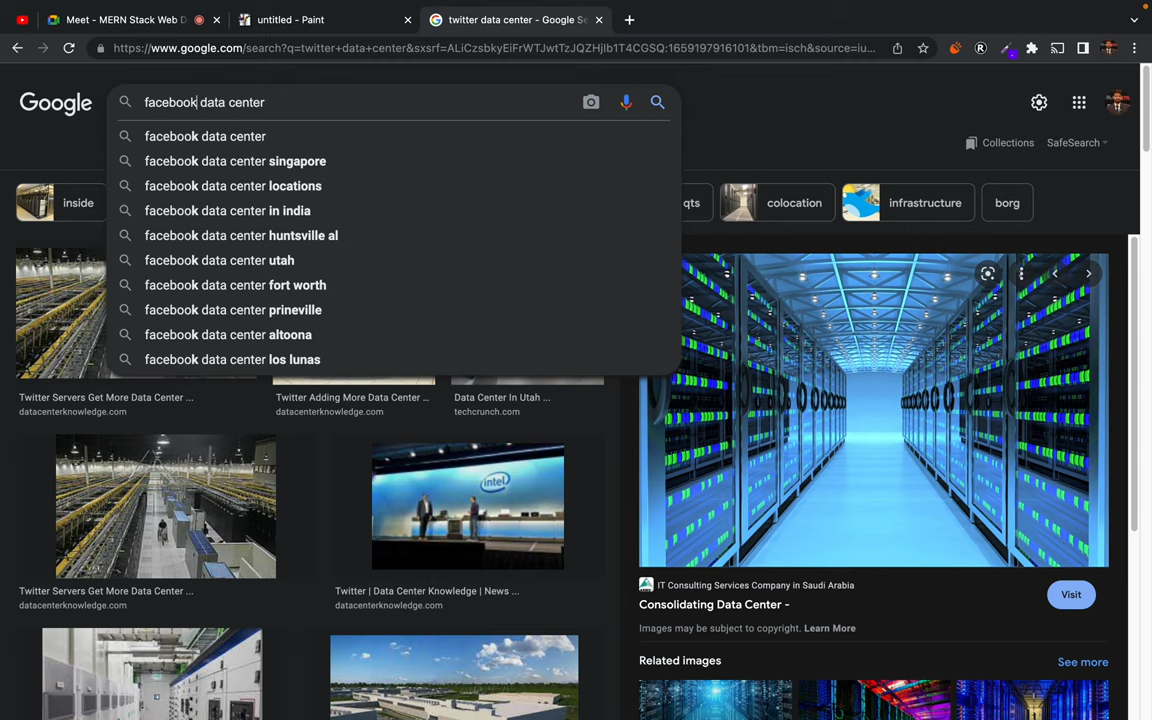 Meet - MERN Stack Web D
untitled - Paint
twitter data center - Google Se
https://www.google.com/search?q=twitter+data+center&sxsrf=ALiCzsbkyEiFrWTJwtTzJQZHjlb1T4CGSQ:1659197916101&tbm=isch&source=iu...
Google
facebook data center
Collections
SafeSearch
facebook data center
facebook data center singapore
facebook data center locations
facebook data center in india
facebook data center huntsville al
facebook data center utah
facebook data center fort worth
facebook data center prineville
facebook data center altoona
facebook data center los lunas
inside
qts
colocation
infrastructure
borg
Twitter Servers Get More Data Center ...
datacenterknowledge.com
Twitter Adding More Data Center ...
datacenterknowledge.com
Data Center In Utah ...
techcrunch.com
intel
Twitter Servers Get More Data Center ...
datacenterknowledge.com
Twitter | Data Center Knowledge | News ...
datacenterknowledge.com
IT Consulting Services Company in Saudi Arabia
Consolidating Data Center -
Visit
Images may be subject to copyright. Learn More
Related images
See more